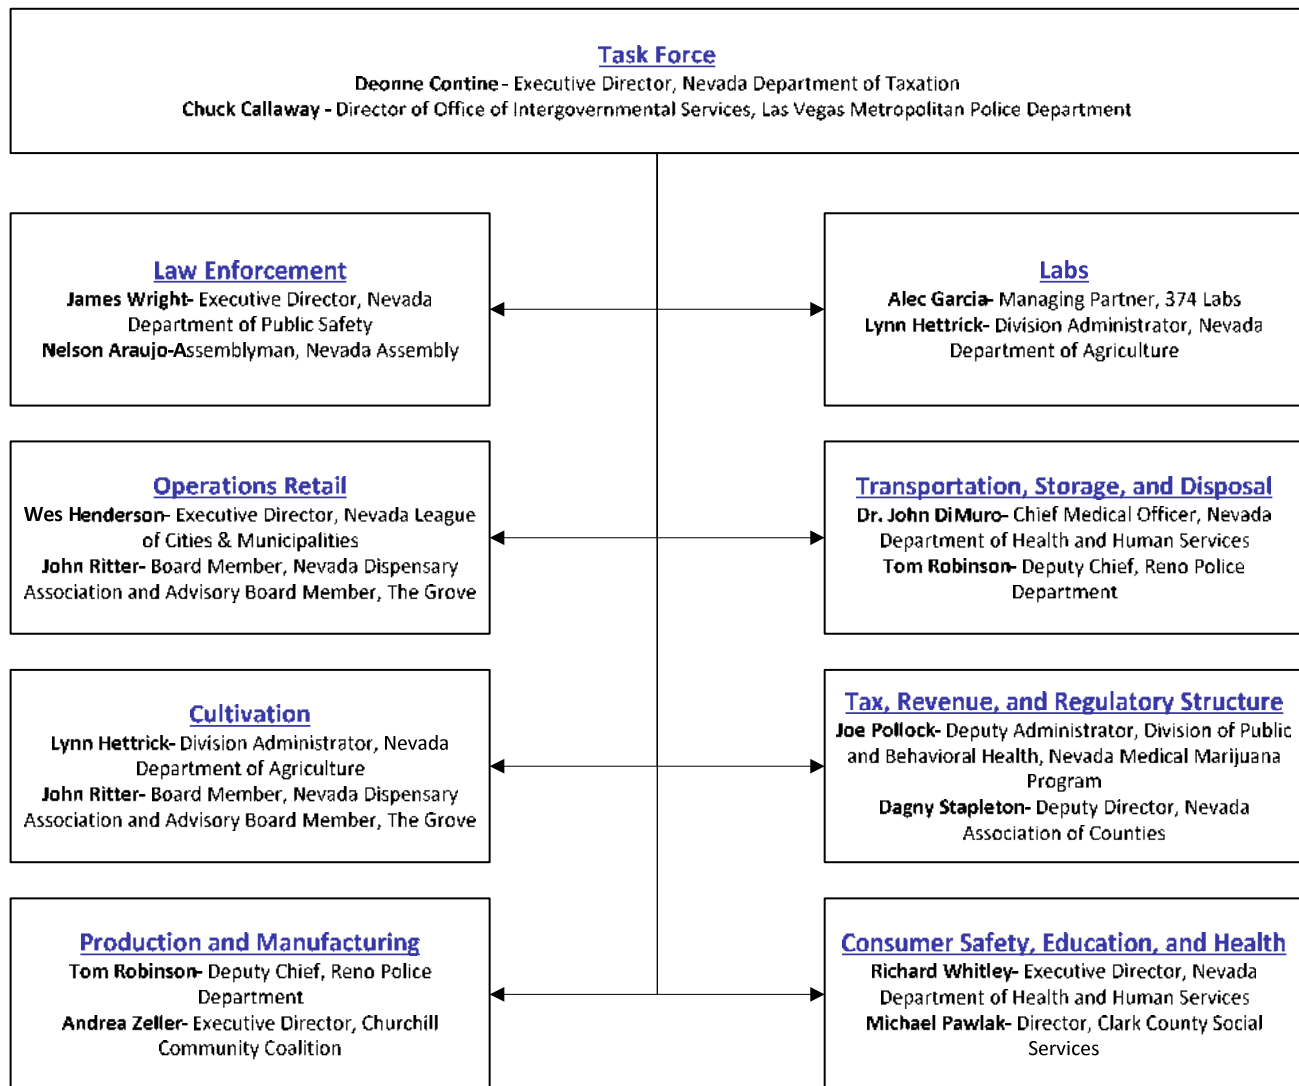 Task Force
Deonne Contine - Executive Director, Nevada Department of Taxation
Chuck Callaway - Director of Office of Intergovernmental Services, Las Vegas Metropolitan Police Department
Law Enforcement
James Wright- Executive Director, Nevada
Department of Public Safety
Nelson Araujo-Assemblyman, Nevada Assembly
Labs
Alec Garcia- Managing Partner, 374 Labs
Lynn Hettrick- Division Administrator, Nevada
Department of Agriculture
Operations Retail
Wes Henderson- Executive Director, Nevada League
of Cities & Municipalities
John Ritter- Board Member, Nevada Dispensary
Association and Advisory Board Member, The Grove
Transportation, Storage, and Disposal
Dr. John DiMuro- Chief Medical Officer, Nevada
Department of Health and Human Services
Tom Robinson- Deputy Chief, Reno Police
Department
Cultivation
Lynn Hettrick- Division Administrator, Nevada
Department of Agriculture
John Ritter- Board Member, Nevada Dispensary
Association and Advisory Board Member, The Grove
Tax, Revenue, and Regulatory Structure
Joe Pollock- Deputy Administrator, Division of Public
and Behavioral Health, Nevada Medical Marijuana
Program
Dagny Stapleton- Deputy Director, Nevada
Association of Counties
Production and Manufacturing
Tom Robinson- Deputy Chief, Reno Police
Department
Andrea Zeller- Executive Director, Churchill
Community Coalition
Consumer Safety, Education, and Health
Richard Whitley- Executive Director, Nevada
Department of Health and Human Services
Michael Pawlak- Director, Clark County Social
Services